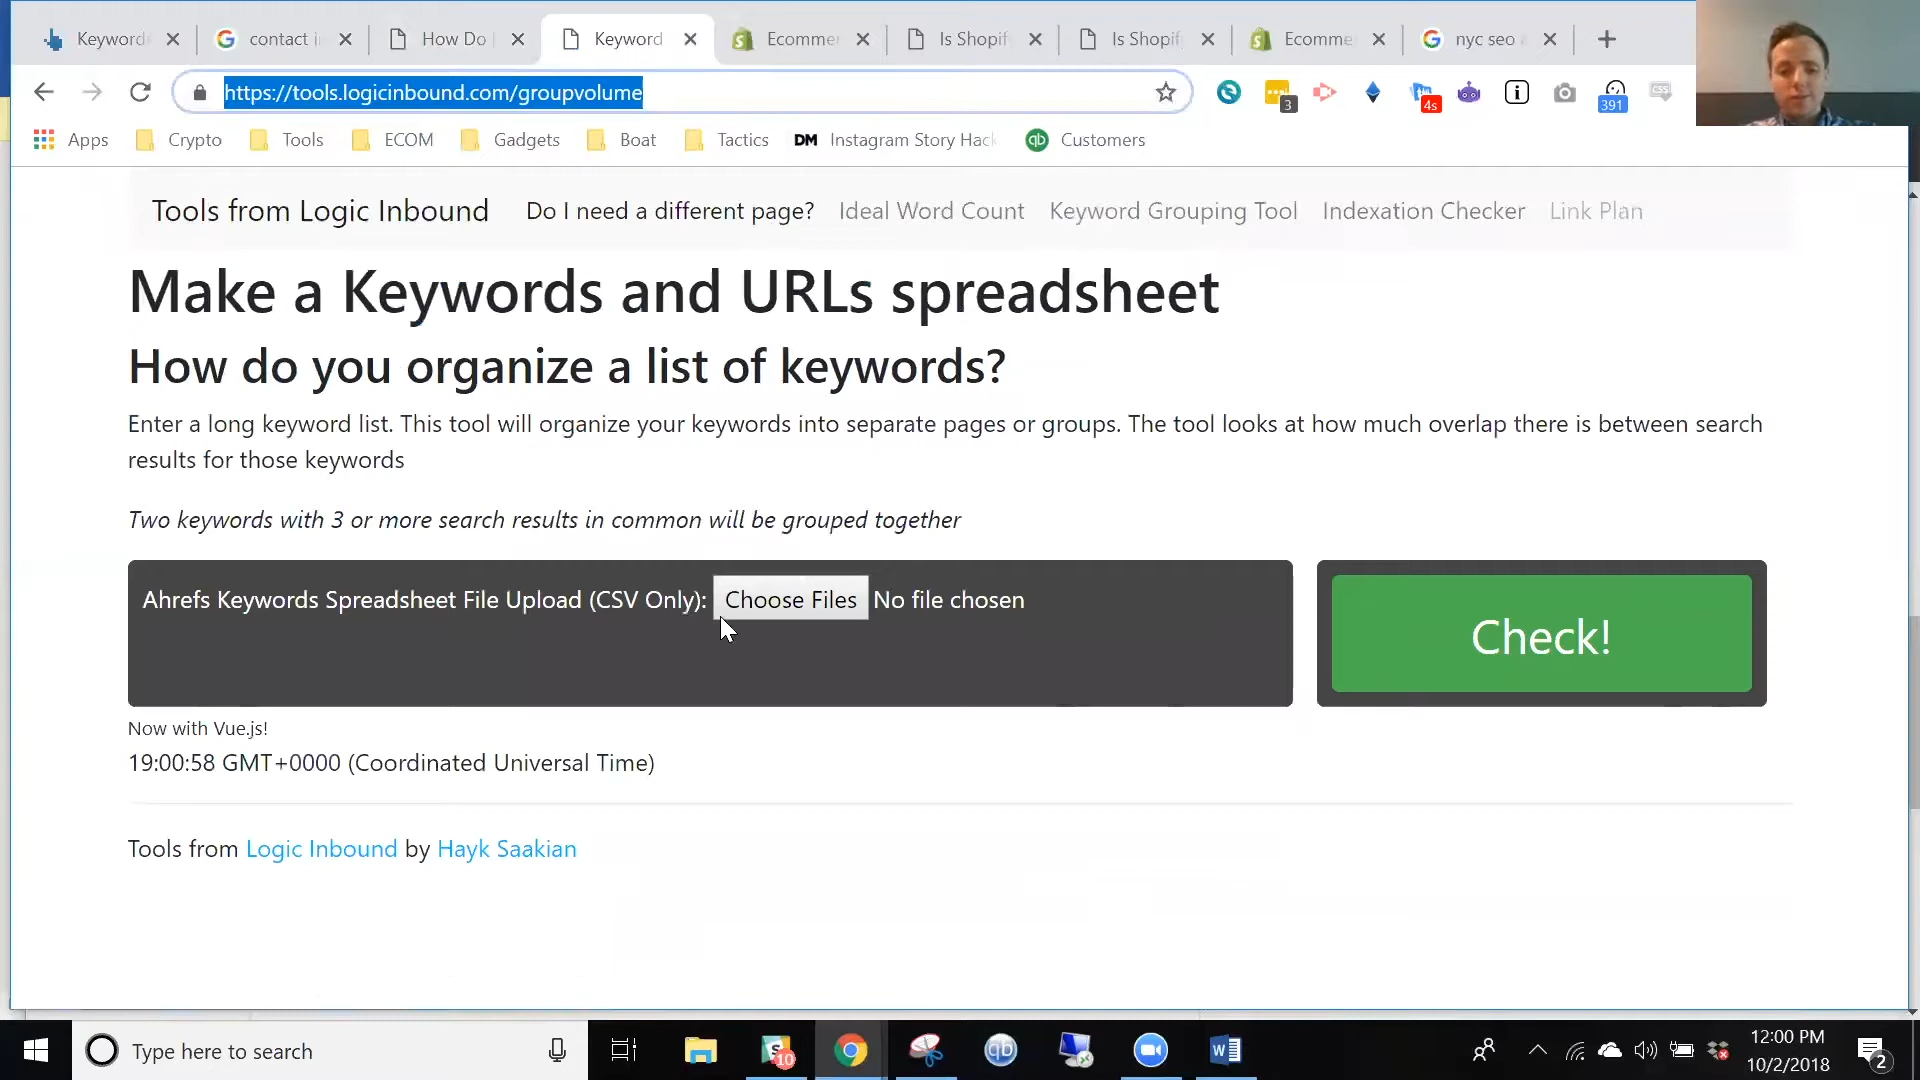 Keyword
contact i
How Do
Keyword
Ecommer
Is Shopif
Is Shopif
Ecomme
nyc seo
https://tools.logicinbound.com/groupvolume
3
4s
391
Apps
Crypto
Tools
ECOM
Gadgets
Boat
Tactics
DM Instagram Story Hack
qb Customers
Tools from Logic Inbound
Do I need a different page?
Ideal Word Count
Keyword Grouping Tool
Indexation Checker
Link Plan
Make a Keywords and URLs spreadsheet
How do you organize a list of keywords?
Enter a long keyword list. This tool will organize your keywords into separate pages or groups. The tool looks at how much overlap there is between search
results for those keywords
Two keywords with 3 or more search results in common will be grouped together
Ahrefs Keywords Spreadsheet File Upload (CSV Only): Choose Files No file chosen
Check!
Now with Vue.js!
19:00:58 GMT+0000 (Coordinated Universal Time)
Tools from Logic Inbound by Hayk Saakian
Type here to search
10
qb
12:00 PM
10/2/2018
2